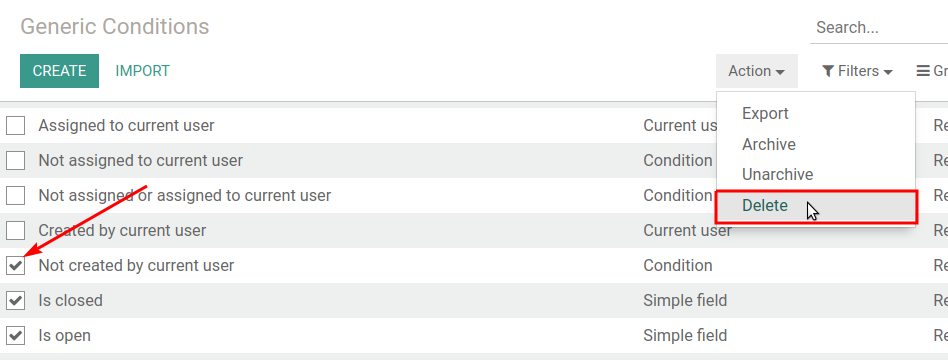 Generic Conditions
Search...
CREATE IMPORT Action Filters Gr
Export
Archive
Unarchive
Delete
Assigned to current user Current us Re
Not assigned to current user Condition Re
Not assigned or assigned to current user Condition Re
Created by current user Current user Re
Not created by current user Condition Re
Is closed Simple field Re
Is open Simple field Re